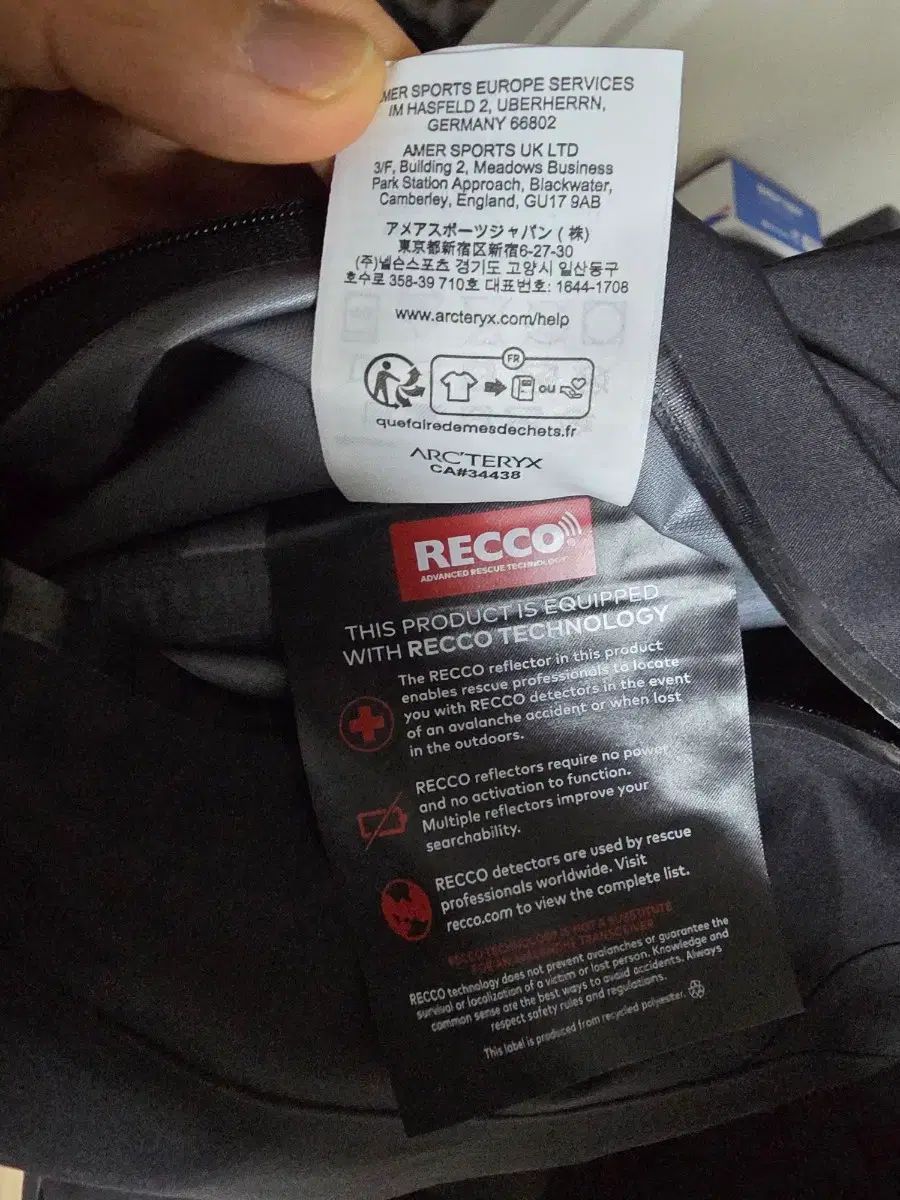 MER SPORTS EUROPE SERVICES
IM HASFELD 2, UBERHERRN,
GERMANY 66802
AMER SPORTS UK LTD
3/F, Building 2, Meadows Business
Park Station Approach, Blackwater,
Camberley, England, GU17 9AB
アメアスポーツジャパン (株)
東京都新宿区新宿6-27-30
(주)넬슨스포츠 경기도 고양시 일산동구
호수로 358-39 710호 대표번호: 1644-1708
www.arcteryx.com/help
FR
ou
quefairedemesdechets.fr
ARC'TERYX
CA#34438
RECCO®
ADVANCED RESCUE TECHNOLOGY
THIS PRODUCT IS EQUIPPED
WITH RECCO TECHNOLOGY
The RECCO reflector in this product
enables rescue professionals to locate
you with RECCO detectors in the event
of an avalanche accident or when lost
in the outdoors.
RECCO reflectors require no power
and no activation to function.
Multiple reflectors improve your
searchability.
RECCO detectors are used by rescue
professionals worldwide. Visit
recco.com to view the complete list.
RECCO TECHNOLOGY IS NOT A SUBSTITUTE
FOR AN AVALANCHE TRANSCEIVER
RECCO technology does not prevent avalanches or guarantee the
survival or localization of a victim or lost person. Knowledge and
common sense are the best ways to avoid accidents. Always
respect safety rules and regulations.
This label is produced from recycled polyester.